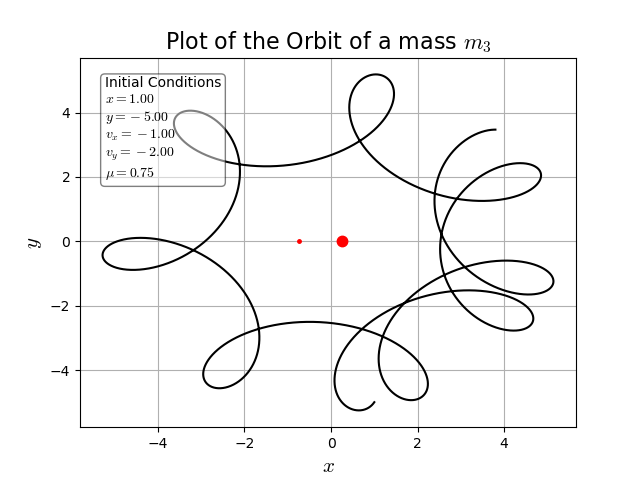 Plot of the Orbit of a mass m₃
Initial Conditions
x = 1.00
y = −5.00
vₓ = −1.00
v_y = −2.00
μ = 0.75
4
2
0
−2
−4
y
−4 −2 0 2 4
x